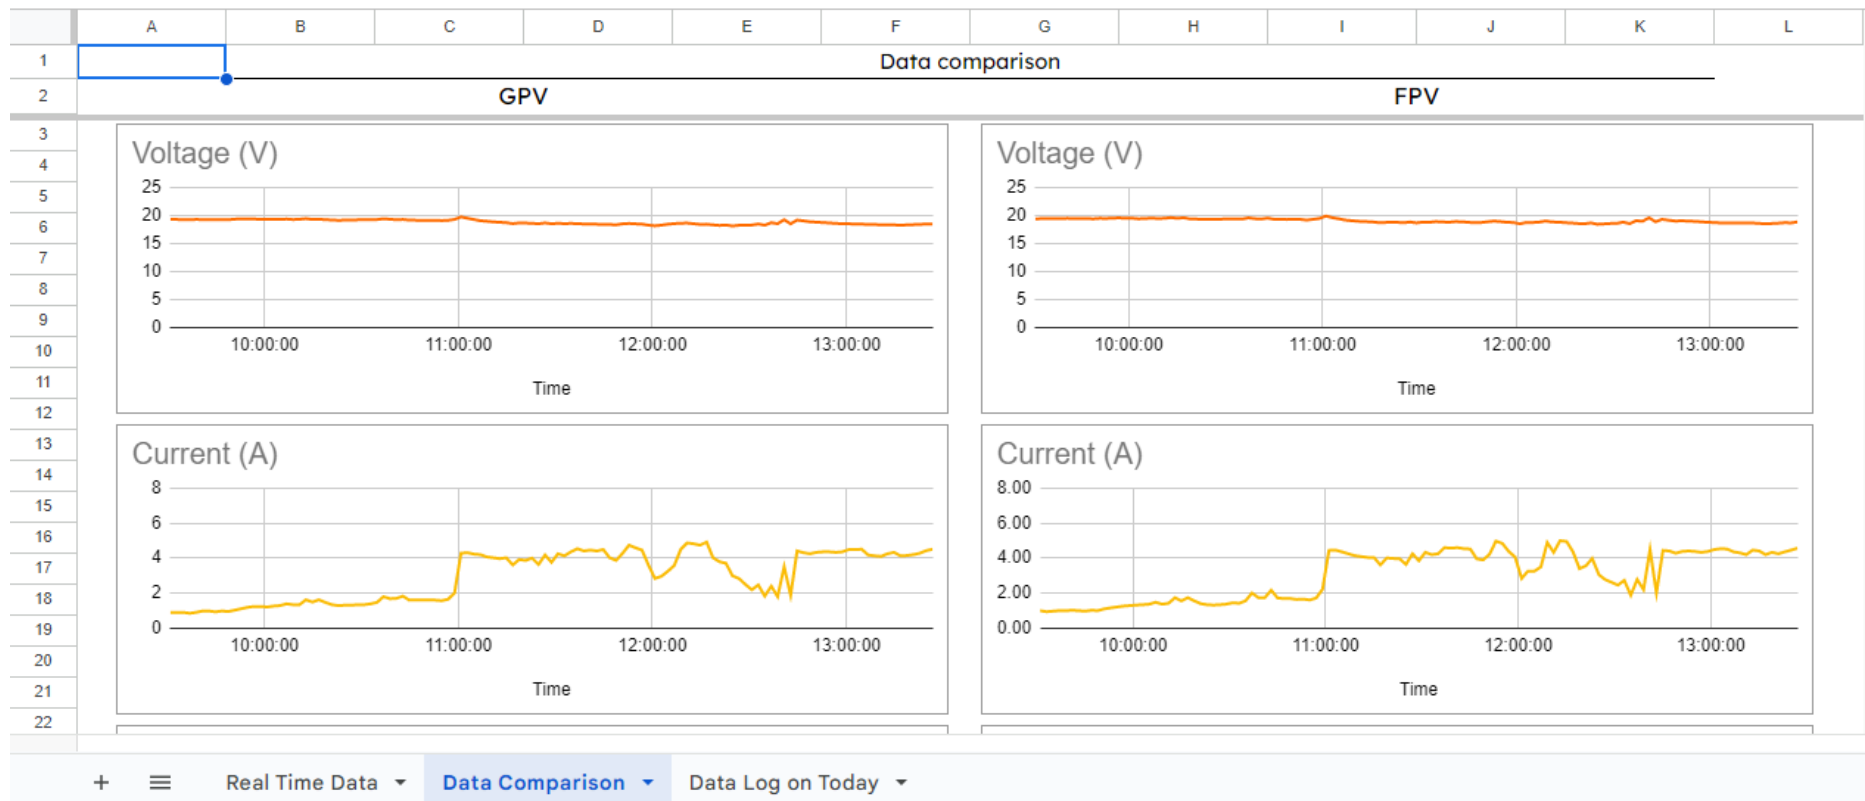 A B C D E F G H I J K L
1 Data comparison
2 GPV FPV
3
4
5
6
7
8
9
10
11
12
13
14
15
16
17
18
19
20
21
22
Voltage (V)
25
20
15
10
5
0
10:00:00 11:00:00 12:00:00 13:00:00
Time
Voltage (V)
25
20
15
10
5
0
10:00:00 11:00:00 12:00:00 13:00:00
Time
Current (A)
8
6
4
2
0
10:00:00 11:00:00 12:00:00 13:00:00
Time
Current (A)
8.00
6.00
4.00
2.00
0.00
10:00:00 11:00:00 12:00:00 13:00:00
Time
Real Time Data Data Comparison Data Log on Today